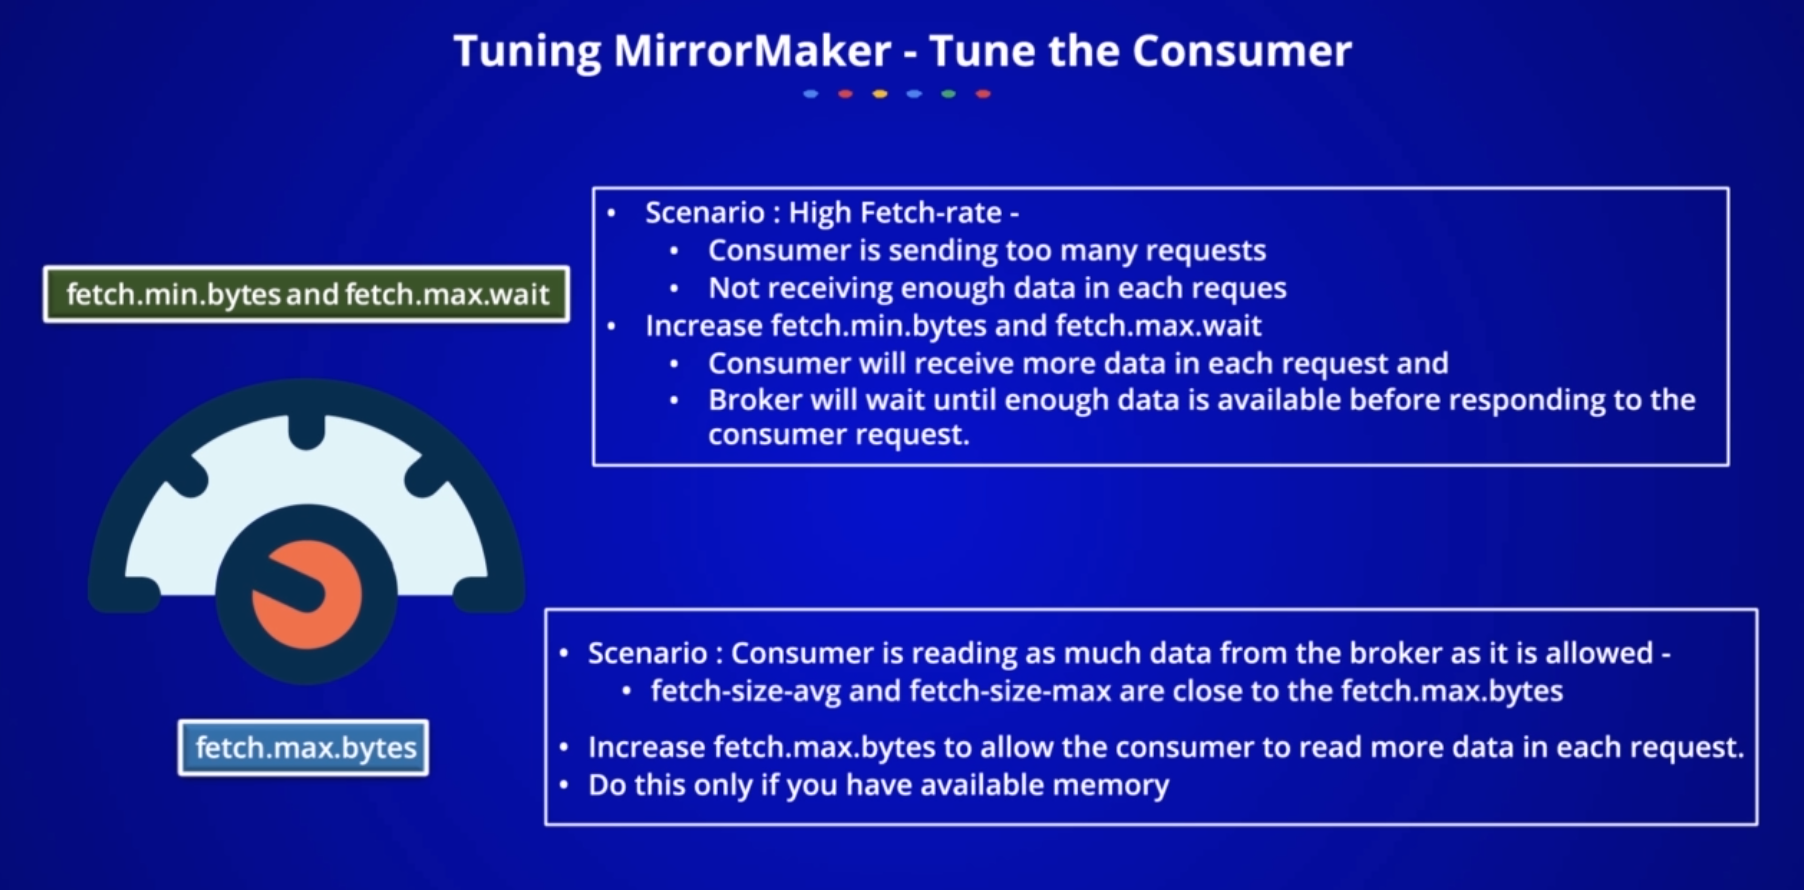 Tuning MirrorMaker - Tune the Consumer
fetch.min.bytes and fetch.max.wait
• Scenario : High Fetch-rate -
• Consumer is sending too many requests
• Not receiving enough data in each reques
• Increase fetch.min.bytes and fetch.max.wait
• Consumer will receive more data in each request and
• Broker will wait until enough data is available before responding to the
consumer request.
fetch.max.bytes
• Scenario : Consumer is reading as much data from the broker as it is allowed -
• fetch-size-avg and fetch-size-max are close to the fetch.max.bytes
• Increase fetch.max.bytes to allow the consumer to read more data in each request.
• Do this only if you have available memory